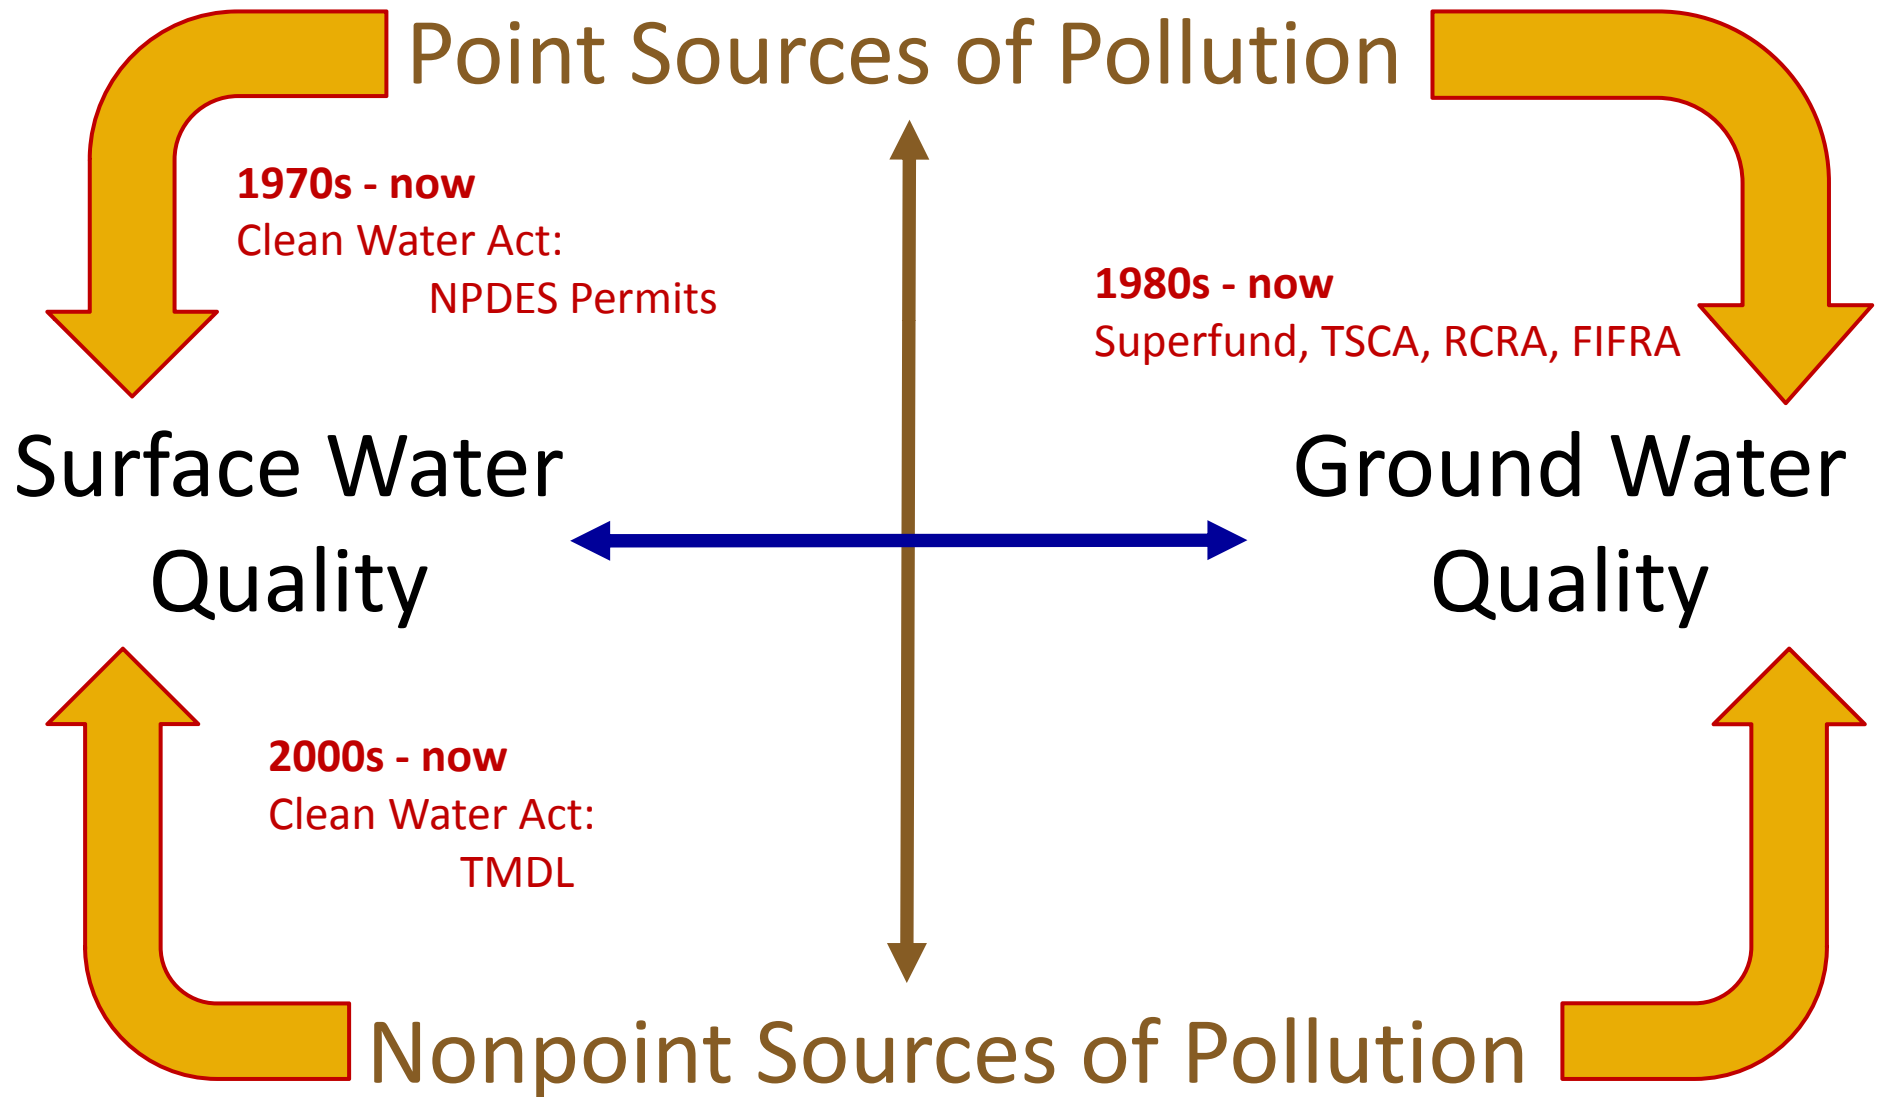 Point Sources of Pollution
1970s - now
Clean Water Act:
NPDES Permits
1980s - now
Superfund, TSCA, RCRA, FIFRA
Surface Water
Quality
Ground Water
Quality
2000s - now
Clean Water Act:
TMDL
Nonpoint Sources of Pollution